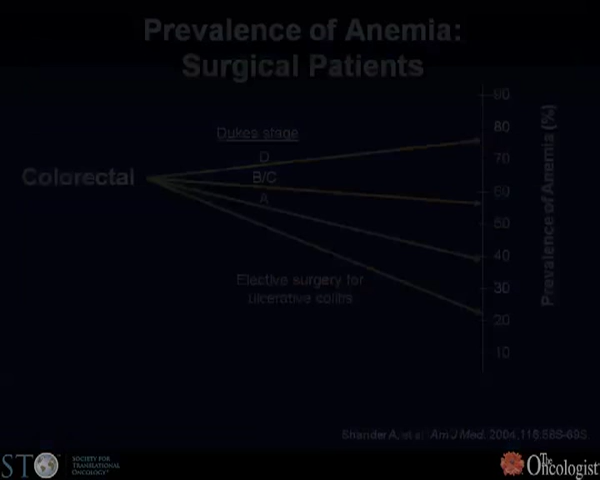 Prevalence of Anemia:
Surgical Patients
Dukes stage
D
Colorectal
B/C
A
Elective surgery for
ulcerative colitis
90
80
70
60
50
40
30
20
10
Prevalence of Anemia (%)
Shander A, et al. Am J Med. 2004;116:58S-69S.
ST
SOCIETY FOR
TRANSLATIONAL
ONCOLOGY
The
Oncologist